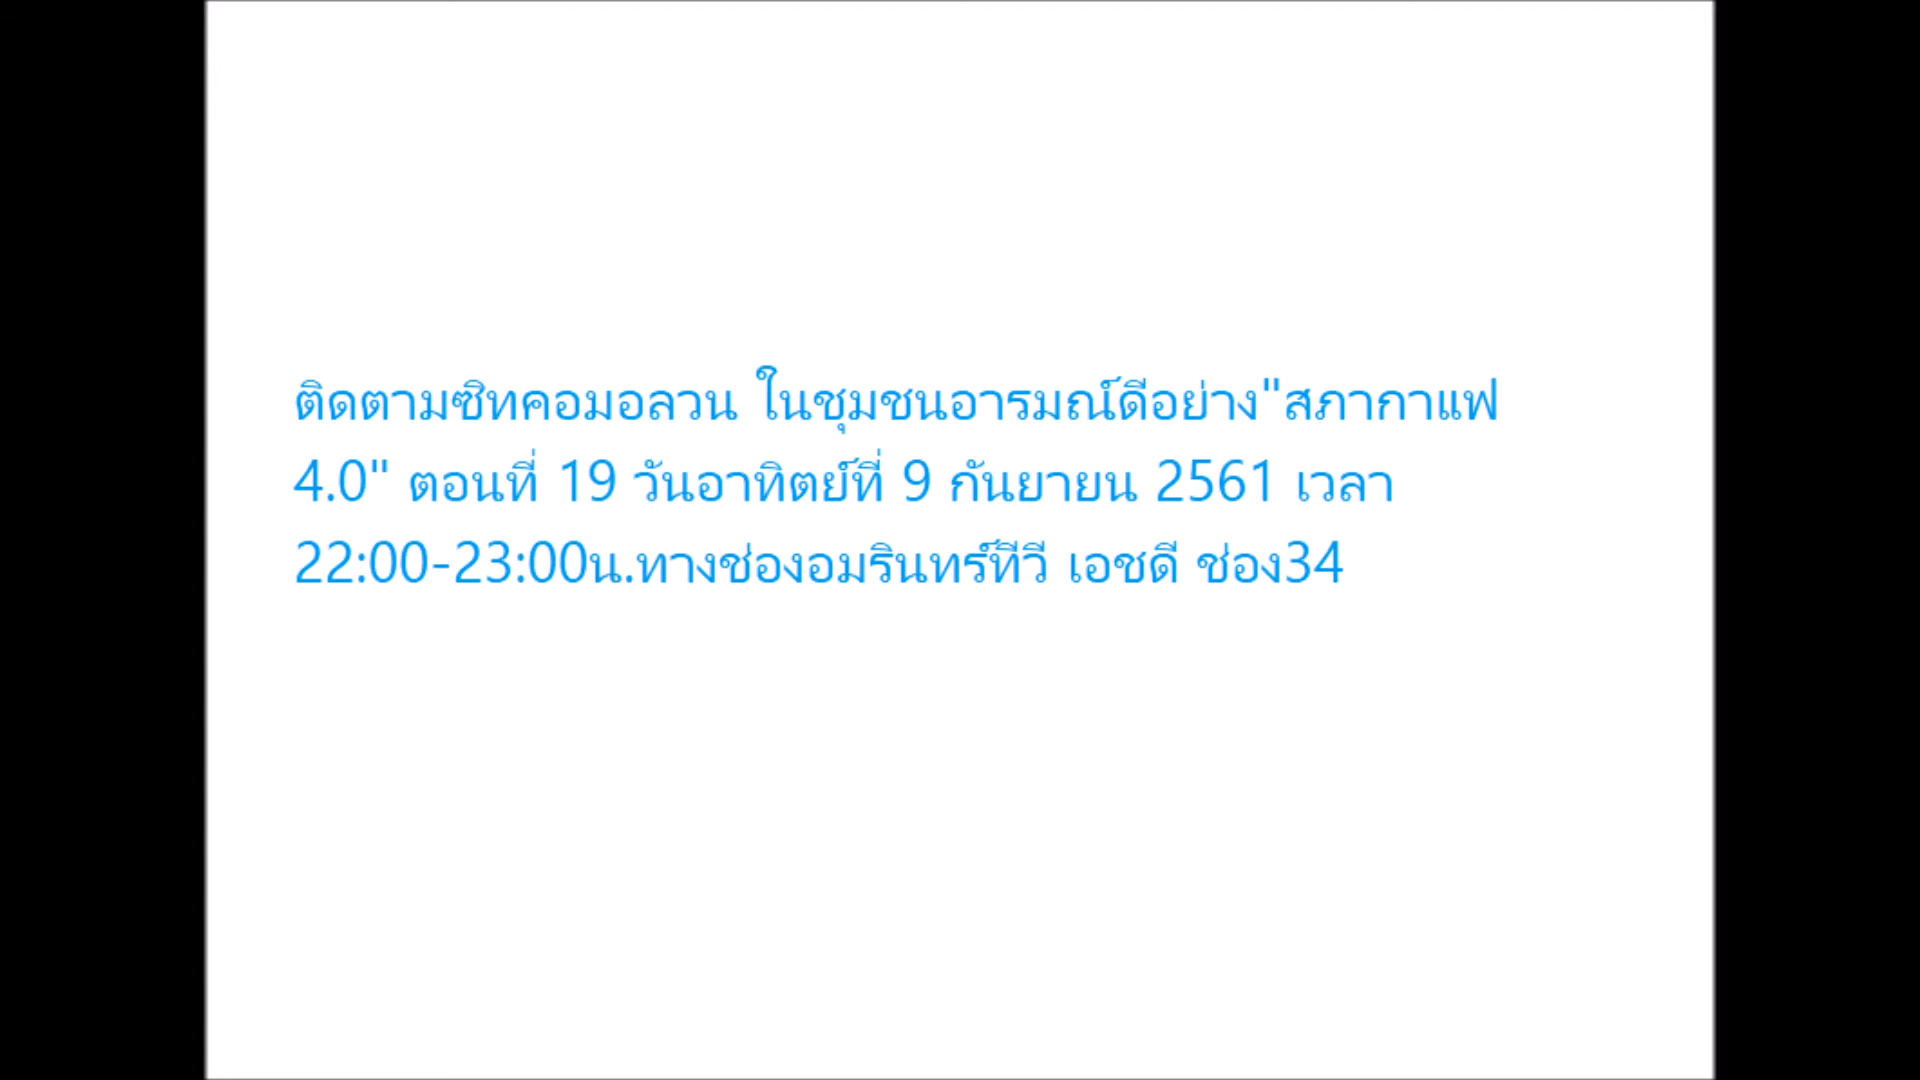 ติดตามซิทคอมอลวน ในชุมชนอารมณ์ดีอย่าง"สภากาแฟ
4.0" ตอนที่ 19 วันอาทิตย์ที่ 9 กันยายน 2561 เวลา
22:00-23:00น.ทางช่องอมรินทร์ทีวี เอชดี ช่อง34